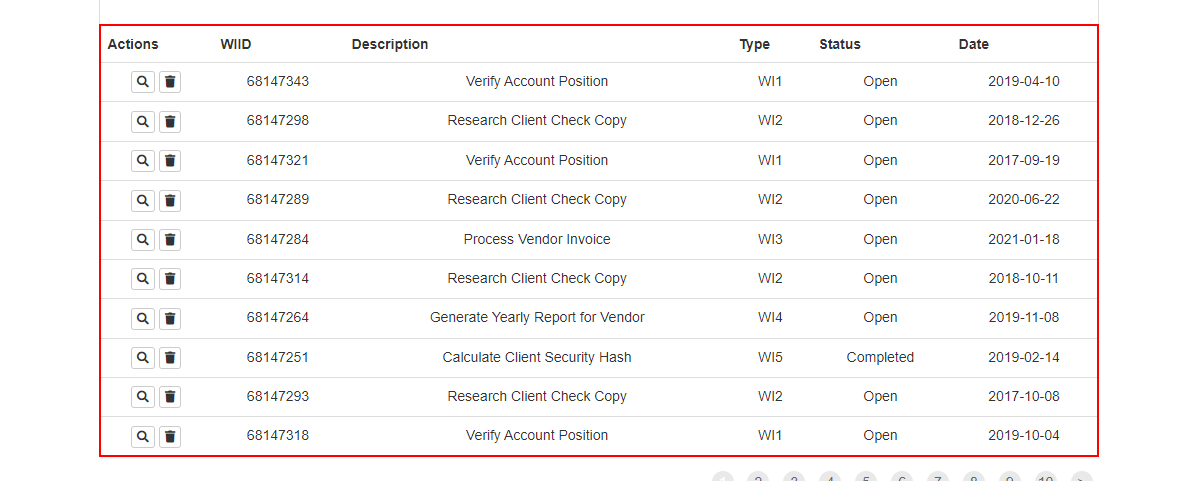 Actions WIID Description Type Status Date
68147343 Verify Account Position WI1 Open 2019-04-10
68147298 Research Client Check Copy WI2 Open 2018-12-26
68147321 Verify Account Position WI1 Open 2017-09-19
68147289 Research Client Check Copy WI2 Open 2020-06-22
68147284 Process Vendor Invoice WI3 Open 2021-01-18
68147314 Research Client Check Copy WI2 Open 2018-10-11
68147264 Generate Yearly Report for Vendor WI4 Open 2019-11-08
68147251 Calculate Client Security Hash WI5 Completed 2019-02-14
68147293 Research Client Check Copy WI2 Open 2017-10-08
68147318 Verify Account Position WI1 Open 2019-10-04
1 2 3 4 5 6 7 8 9 10 >